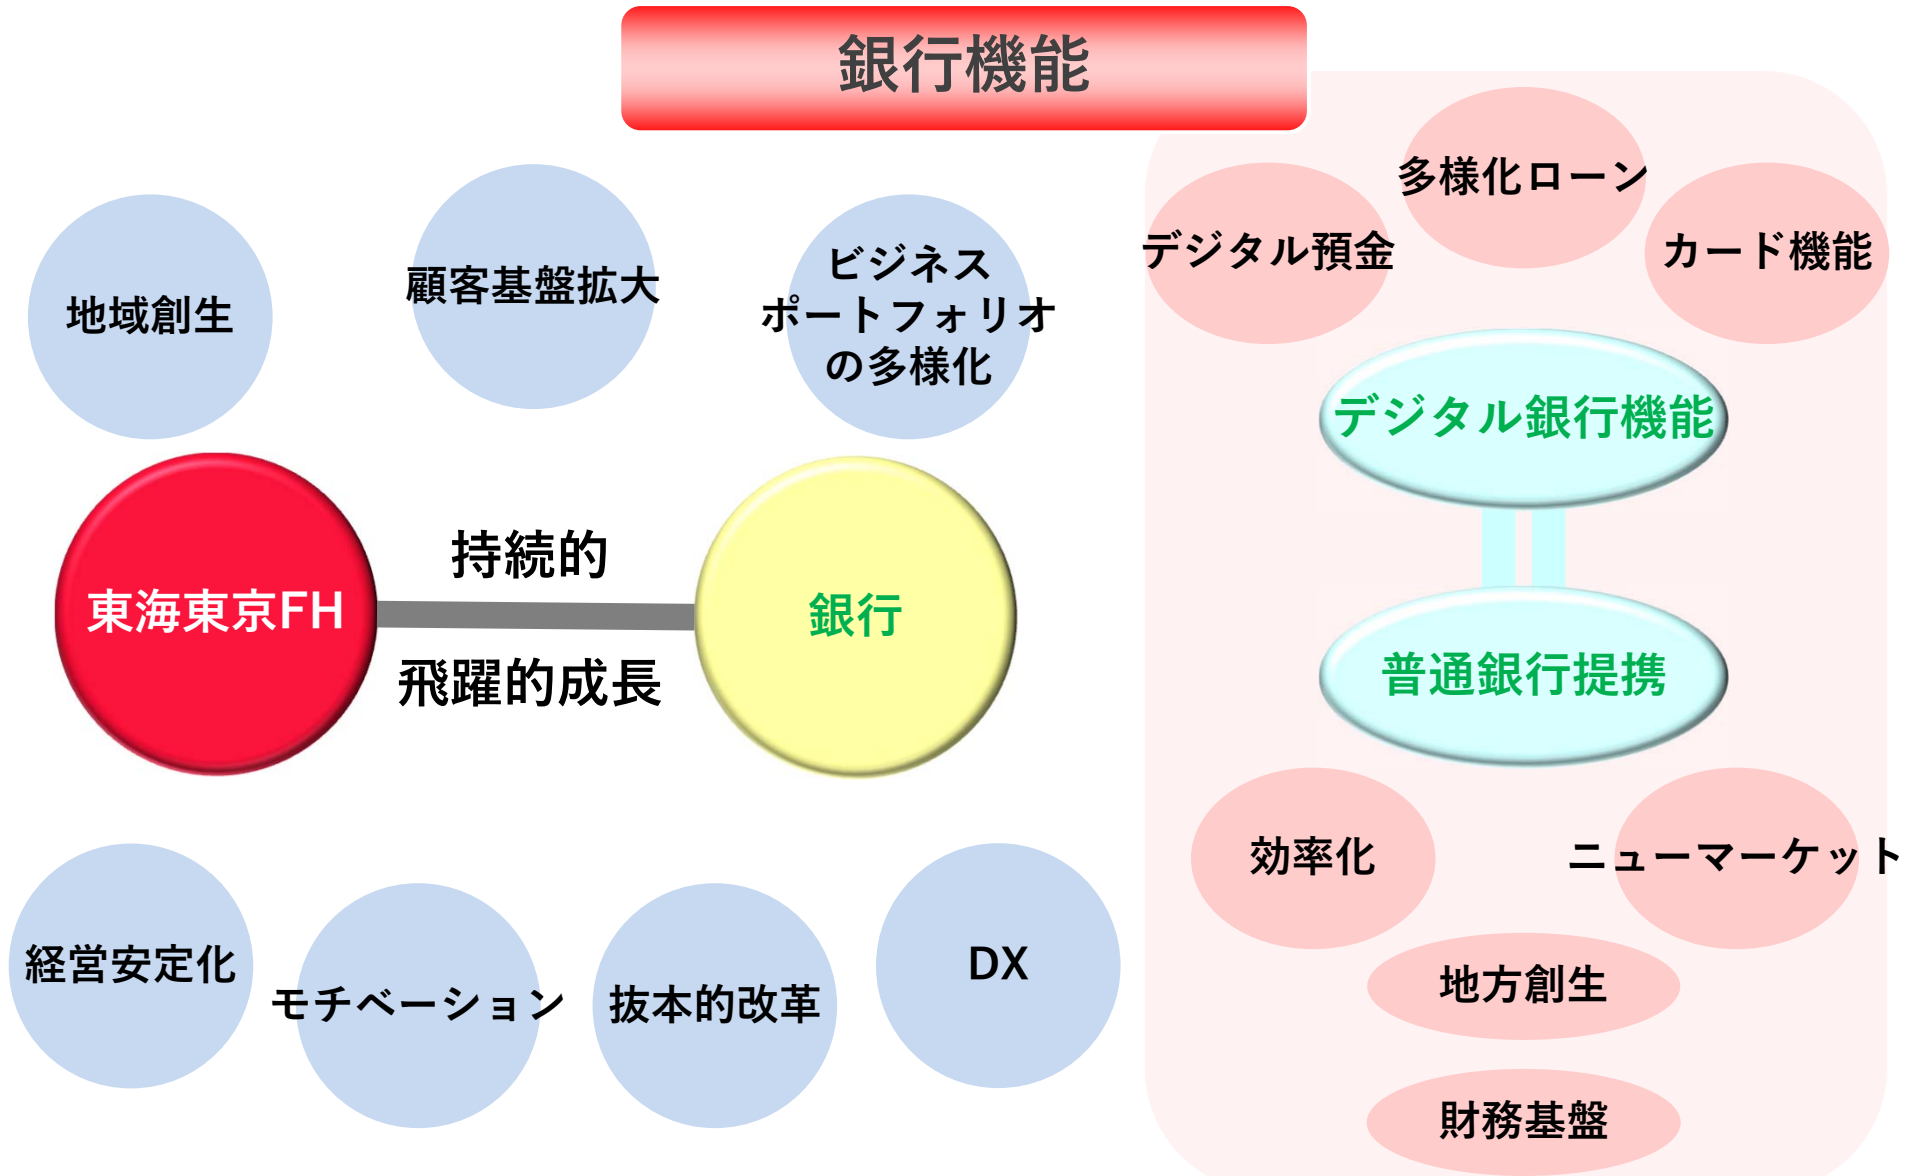 銀行機能
地域創生
顧客基盤拡大
ビジネス
ポートフォリオ
の多様化
東海東京FH
持続的
飛躍的成長
銀行
経営安定化
モチベーション
抜本的改革
DX
デジタル預金
多様化ローン
カード機能
デジタル銀行機能
普通銀行提携
効率化
ニューマーケット
地方創生
財務基盤